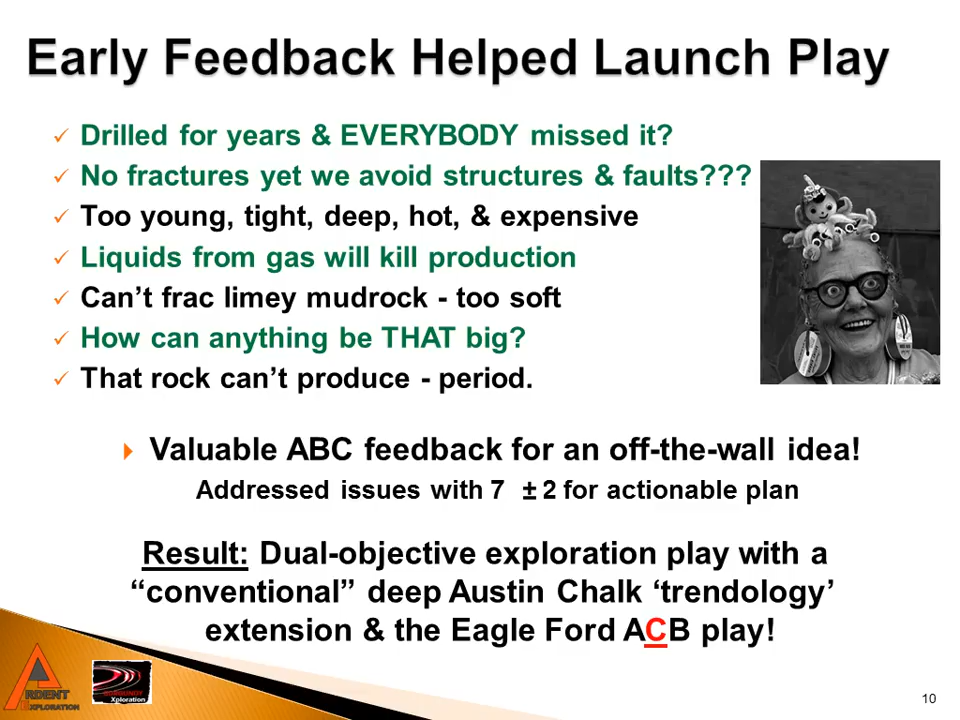 Early Feedback Helped Launch Play
Drilled for years & EVERYBODY missed it?
No fractures yet we avoid structures & faults???
Too young, tight, deep, hot, & expensive
Liquids from gas will kill production
Can't frac limey mudrock - too soft
How can anything be THAT big?
That rock can't produce - period.
Valuable ABC feedback for an off-the-wall idea!
Addressed issues with 7 ± 2 for actionable plan
Result: Dual-objective exploration play with a
“conventional” deep Austin Chalk ‘trendology’
extension & the Eagle Ford ACB play!
ARDENT
EXPLORATION
Xploration
10